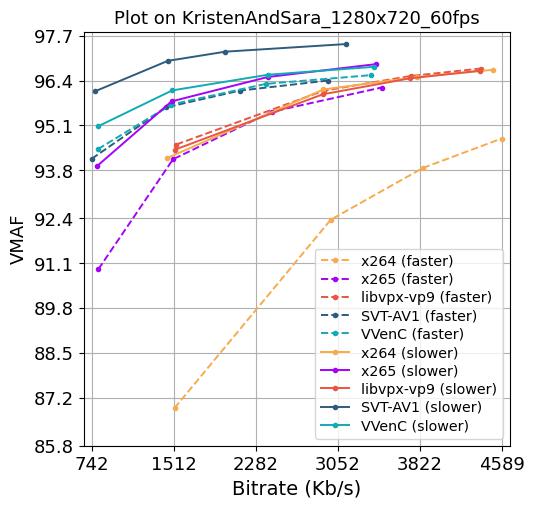 Plot on KristenAndSara_1280x720_60fps
97.7
96.4
95.1
93.8
92.4
91.1
89.8
88.5
87.2
85.8
VMAF
x264 (faster)
x265 (faster)
libvpx-vp9 (faster)
SVT-AV1 (faster)
VVenC (faster)
x264 (slower)
x265 (slower)
libvpx-vp9 (slower)
SVT-AV1 (slower)
VVenC (slower)
742 1512 2282 3052 3822 4589
Bitrate (Kb/s)